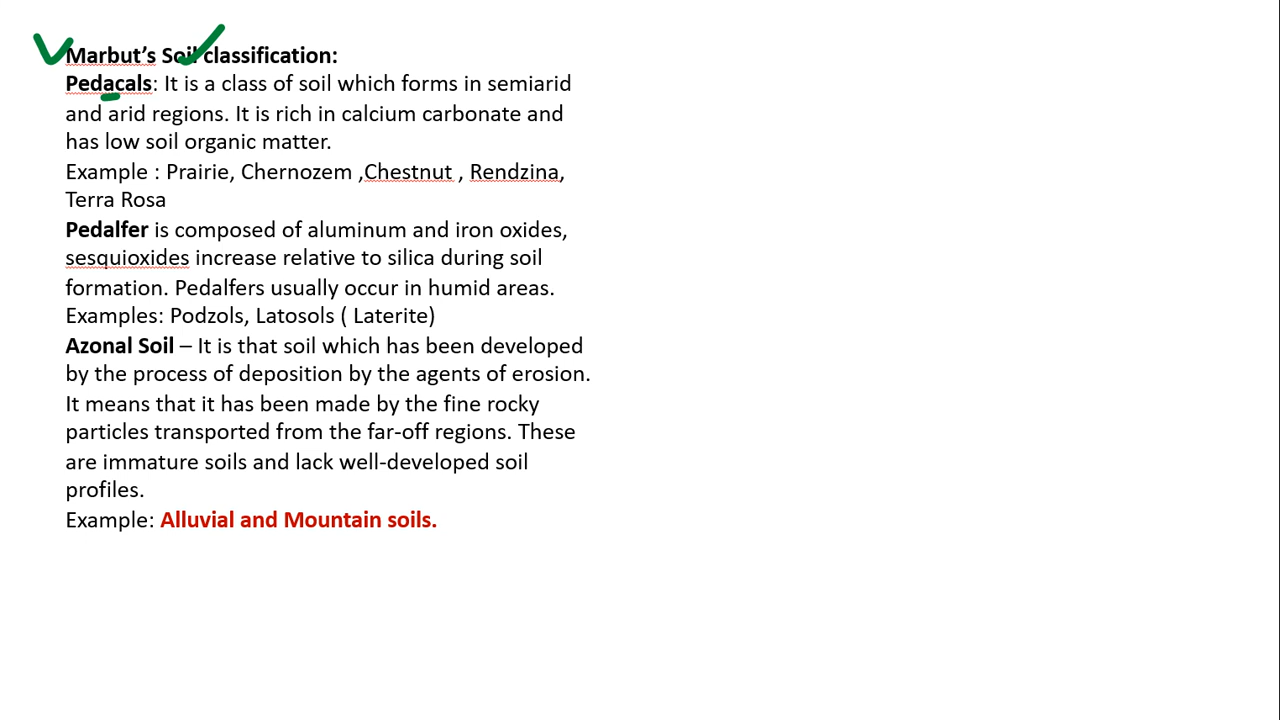 Marbut’s Soil classification:
Pedacals: It is a class of soil which forms in semiarid
and arid regions. It is rich in calcium carbonate and
has low soil organic matter.
Example : Prairie, Chernozem ,Chestnut , Rendzina,
Terra Rosa
Pedalfer is composed of aluminum and iron oxides,
sesquioxides increase relative to silica during soil
formation. Pedalfers usually occur in humid areas.
Examples: Podzols, Latosols ( Laterite)
Azonal Soil – It is that soil which has been developed
by the process of deposition by the agents of erosion.
It means that it has been made by the fine rocky
particles transported from the far-off regions. These
are immature soils and lack well-developed soil
profiles.
Example: Alluvial and Mountain soils.